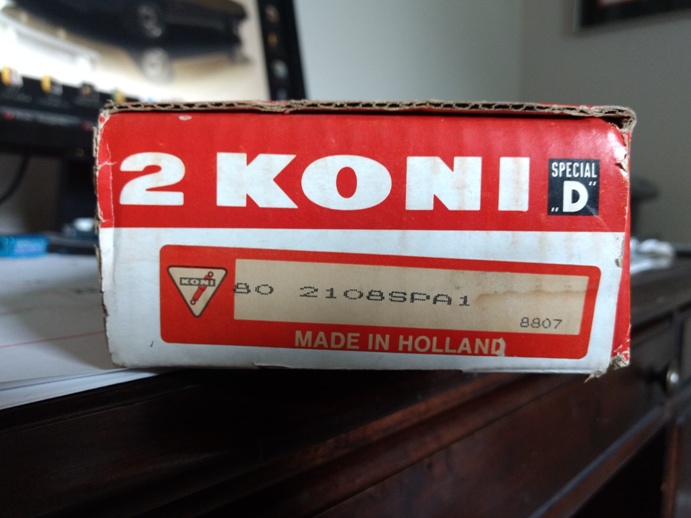 2 KONI
SPECIAL
„D"
KONI
80 2108SPA1
8807
MADE IN HOLLAND